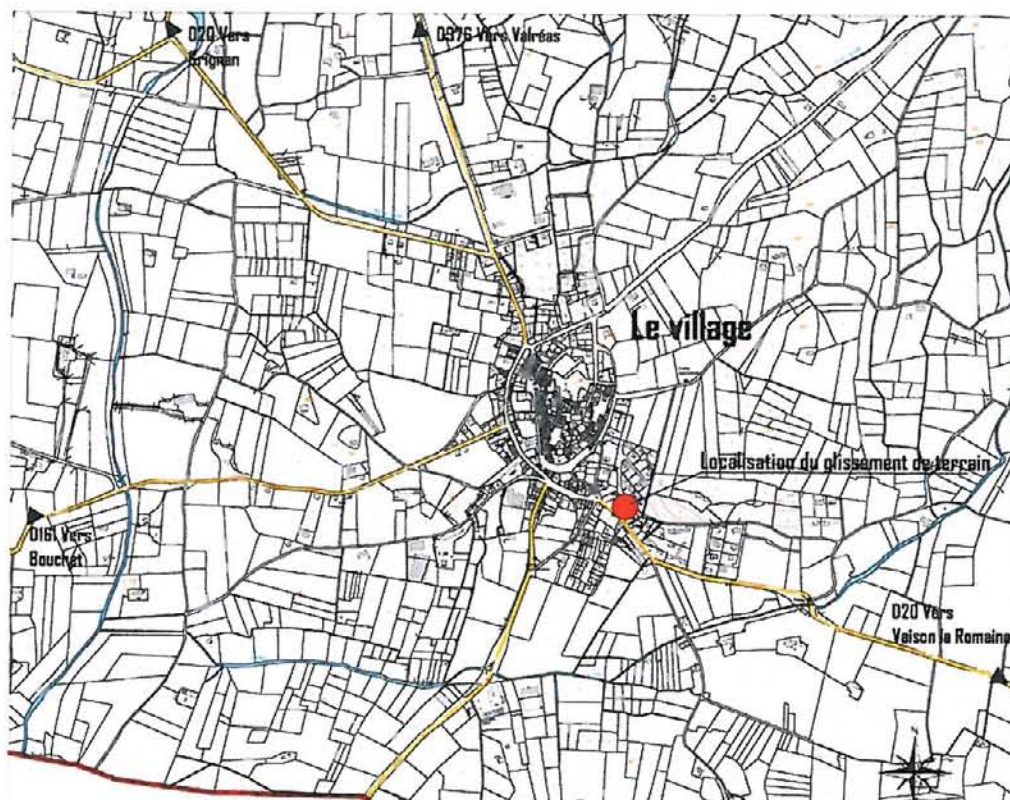 D20 Vers
Grignan
D976 Vers Valréas
Le village
Localisation du glissement de terrain
D161 Vers
Bouchet
D20 Vers
Vaison la Romaine